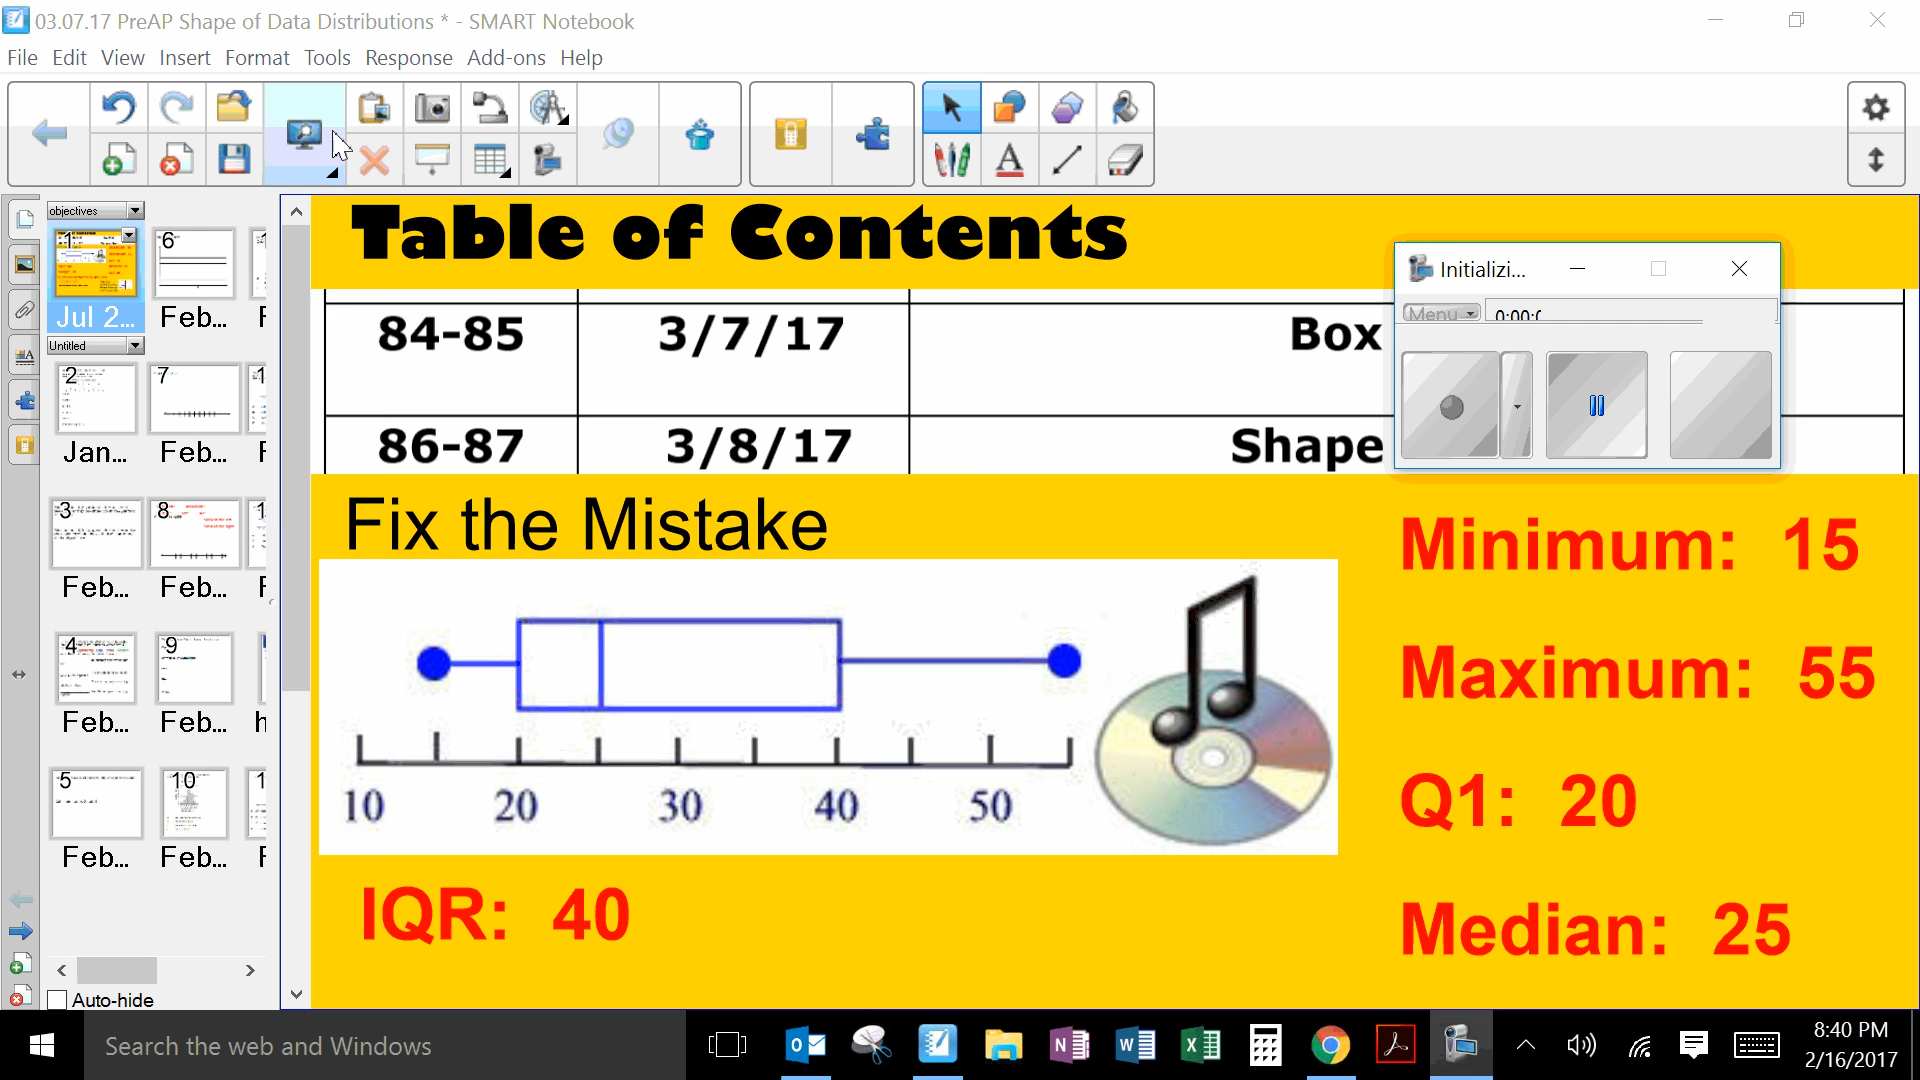 03.07.17 PreAP Shape of Data Distributions * - SMART Notebook
File Edit View Insert Format Tools Response Add-ons Help
objectives
1
6
Jul 2...
Feb...
Untitled
2
7
Jan...
Feb...
3
8
Feb...
Feb...
4
9
Feb...
Feb...
h
5
10
Feb...
Feb...
Auto-hide
Table of Contents
84-85 3/7/17 Box
86-87 3/8/17 Shape
Initializi...
Menu
0:00:0
Fix the Mistake
10 20 30 40 50
IQR: 40
Minimum: 15
Maximum: 55
Q1: 20
Median: 25
Search the web and Windows
8:40 PM
2/16/2017